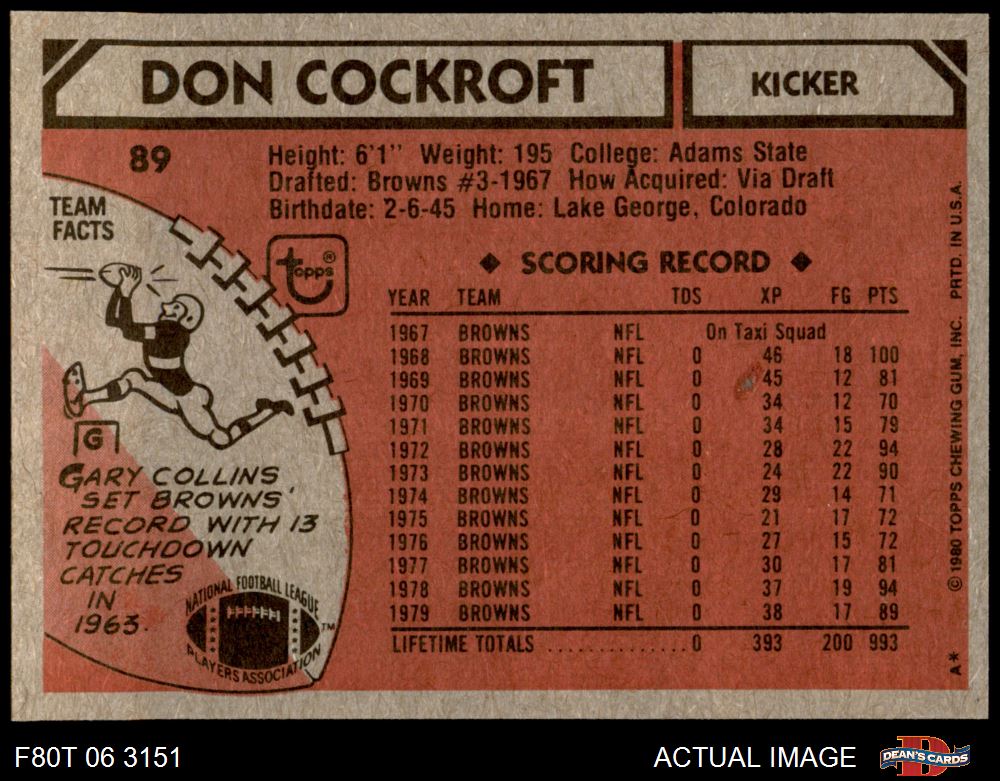 DON COCKROFT
KICKER
89
Height: 6'1" Weight: 195 College: Adams State
Drafted: Browns #3-1967 How Acquired: Via Draft
Birthdate: 2-6-45 Home: Lake George, Colorado
TEAM
FACTS
topps ®
◆ SCORING RECORD ◆
YEAR TEAM TDS XP FG PTS
1967 BROWNS NFL On Taxi Squad
1968 BROWNS NFL 0 46 18 100
1969 BROWNS NFL 0 45 12 81
1970 BROWNS NFL 0 34 12 70
1971 BROWNS NFL 0 34 15 79
1972 BROWNS NFL 0 28 22 94
1973 BROWNS NFL 0 24 22 90
1974 BROWNS NFL 0 29 14 71
1975 BROWNS NFL 0 21 17 72
1976 BROWNS NFL 0 27 15 72
1977 BROWNS NFL 0 30 17 81
1978 BROWNS NFL 0 37 19 94
1979 BROWNS NFL 0 38 17 89
LIFETIME TOTALS .............. 0 393 200 993
G
GARY COLLINS
SET BROWNS'
RECORD WITH 13
TOUCHDOWN
CATCHES
IN
1963.
NATIONAL FOOTBALL LEAGUE
PLAYERS ASSOCIATION
TM
© 1980 TOPPS CHEWING GUM, INC. PRTD. IN U.S.A.
A*
F80T 06 3151
ACTUAL IMAGE
D
DEAN'S CARDS